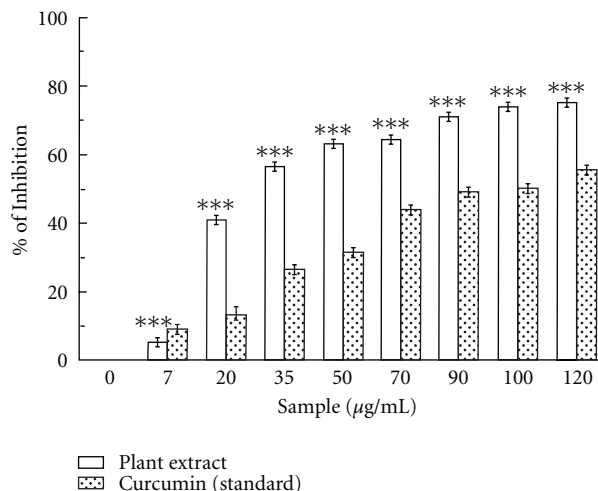 100
80
60
40
20
0
% of Inhibition
***
***
***
***
***
***
***
***
0 7 20 35 50 70 90 100 120
Sample (µg/mL)
Plant extract
Curcumin (standard)